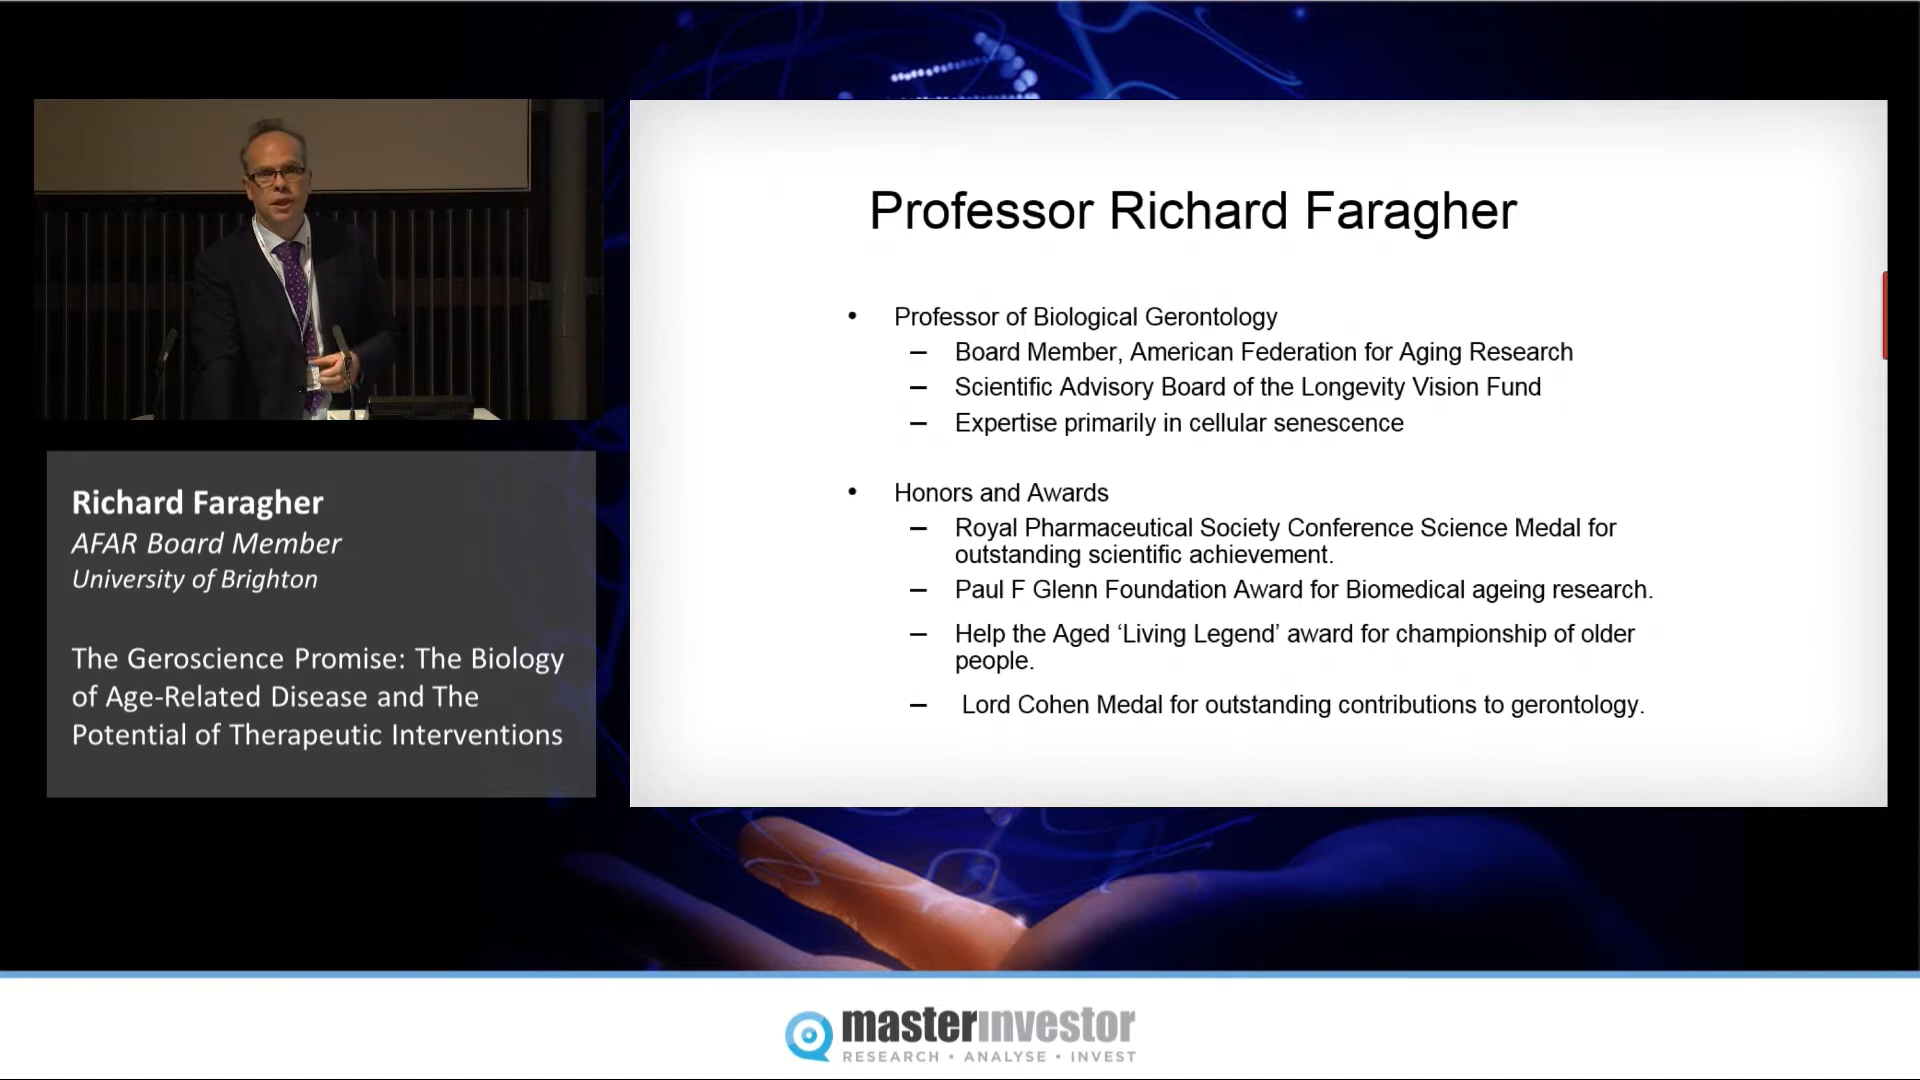 Professor Richard Faragher
• Professor of Biological Gerontology
– Board Member, American Federation for Aging Research
– Scientific Advisory Board of the Longevity Vision Fund
– Expertise primarily in cellular senescence
• Honors and Awards
– Royal Pharmaceutical Society Conference Science Medal for
outstanding scientific achievement.
– Paul F Glenn Foundation Award for Biomedical ageing research.
– Help the Aged ‘Living Legend’ award for championship of older
people.
– Lord Cohen Medal for outstanding contributions to gerontology.
Richard Faragher
AFAR Board Member
University of Brighton
The Geroscience Promise: The Biology
of Age-Related Disease and The
Potential of Therapeutic Interventions
masterinvestor
RESEARCH • ANALYSE • INVEST